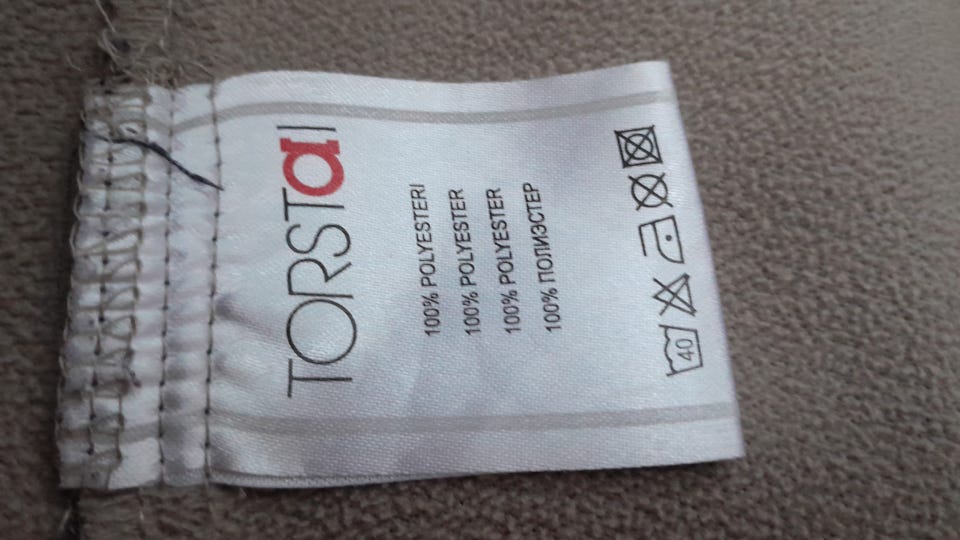 TORSTAI
100% POLYESTERI
100% POLYESTER
100% POLYESTER
100% ПОЛИЭСТЕР
40